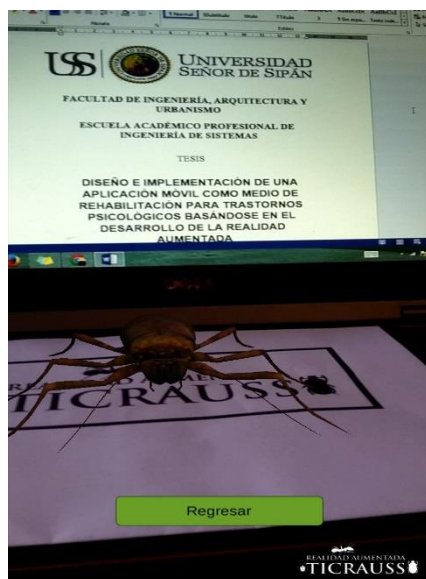 USS UNIVERSIDAD
SEÑOR DE SIPÁN
FACULTAD DE INGENIERÍA, ARQUITECTURA Y
URBANISMO
ESCUELA ACADÉMICO PROFESIONAL DE
INGENIERÍA DE SISTEMAS
TESIS
DISEÑO E IMPLEMENTACIÓN DE UNA
APLICACIÓN MÓVIL COMO MEDIO DE
REHABILITACIÓN PARA TRASTORNOS
PSICOLÓGICOS BASÁNDOSE EN EL
DESARROLLO DE LA REALIDAD
AUMENTADA
TICRAUSS
Regresar
REALIDAD AUMENTADA
TICRAUSS